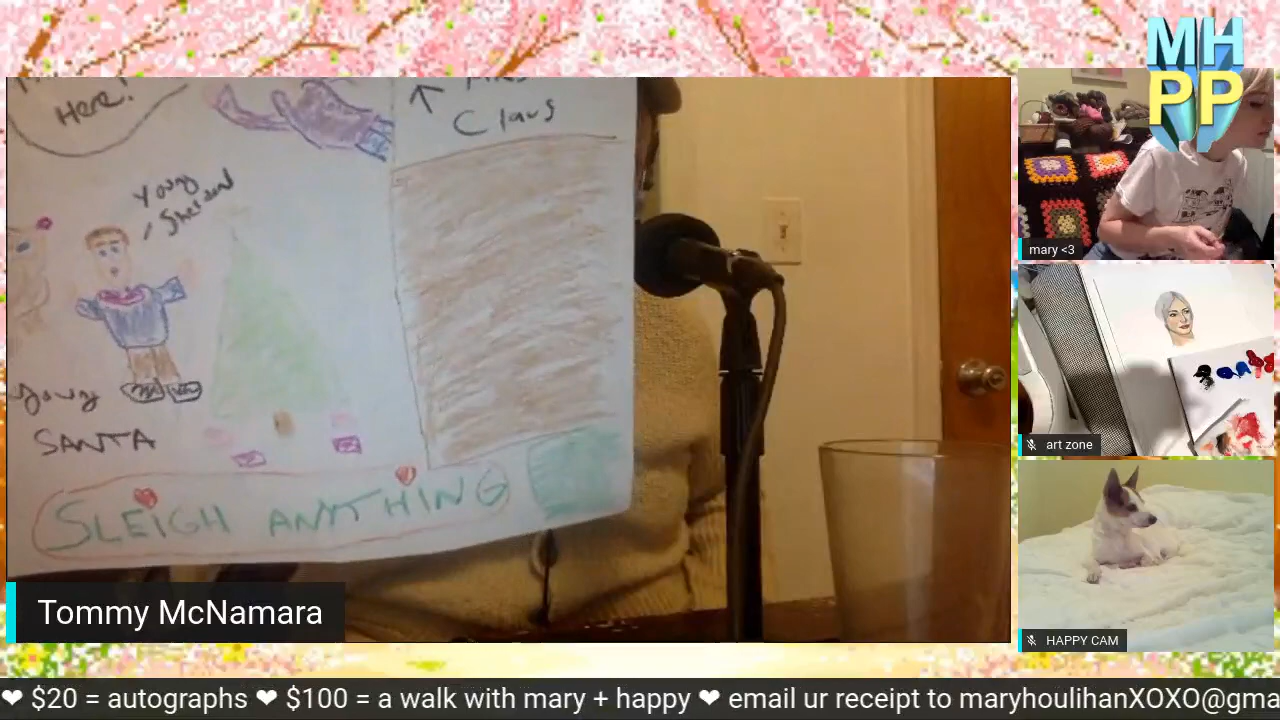 MH
PP
Here!
Claus
Young
Sheldon
Young
SANTA
SLEIGH ANYTHING
Tommy McNamara
mary <3
art zone
HAPPY CAM
❤ $20 = autographs ❤ $100 = a walk with mary + happy ❤ email ur receipt to maryhoulihanXOXO@gma